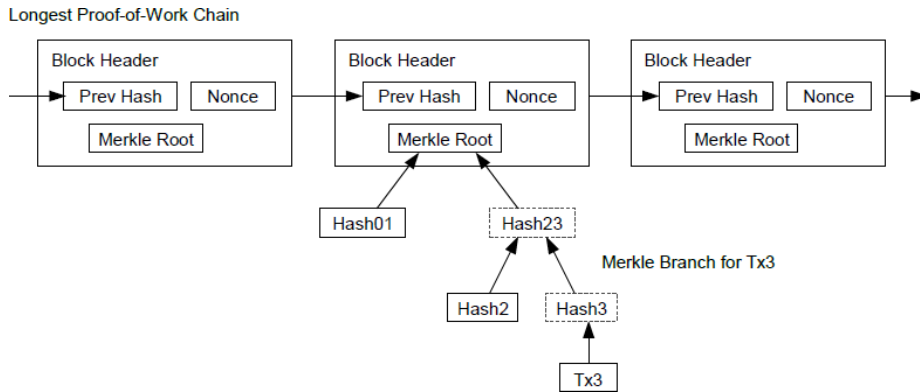 Longest Proof-of-Work Chain
Block Header
Block Header
Block Header
Prev Hash
Nonce
Prev Hash
Nonce
Prev Hash
Nonce
Merkle Root
Merkle Root
Merkle Root
Hash01
Hash23
Merkle Branch for Tx3
Hash2
Hash3
Tx3